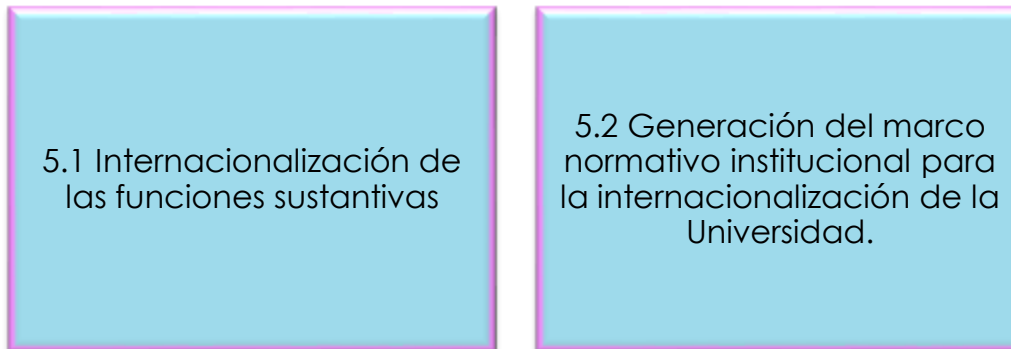 5.1 Internacionalización de
las funciones sustantivas
5.2 Generación del marco
normativo institucional para
la internacionalización de la
Universidad.